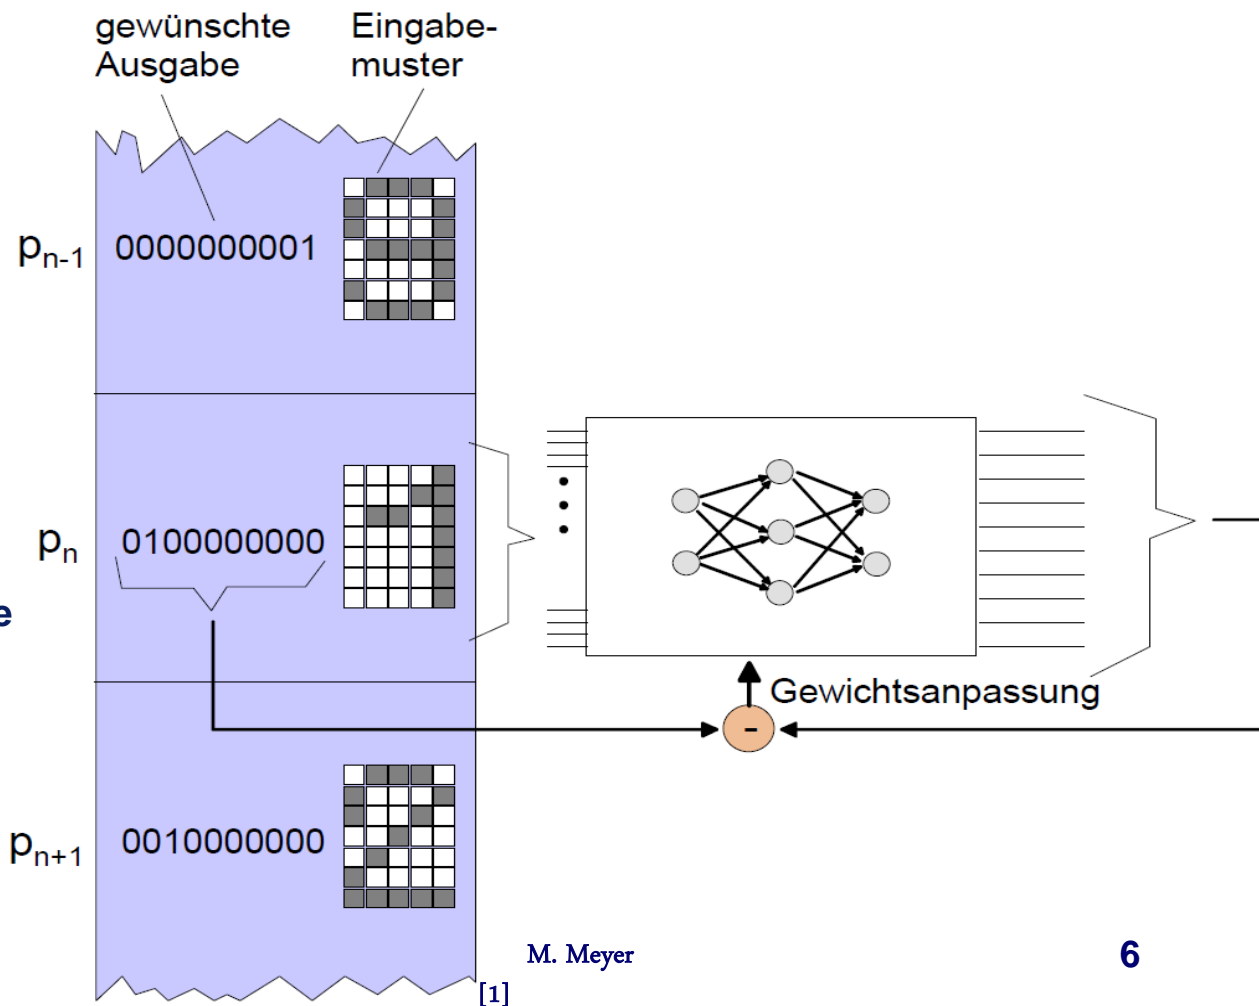 gewünschte
Ausgabe
Eingabe-
muster
pn-1
0000000001
pn
0100000000
e
Gewichtsanpassung
-
pn+1
0010000000
M. Meyer
6
[1]